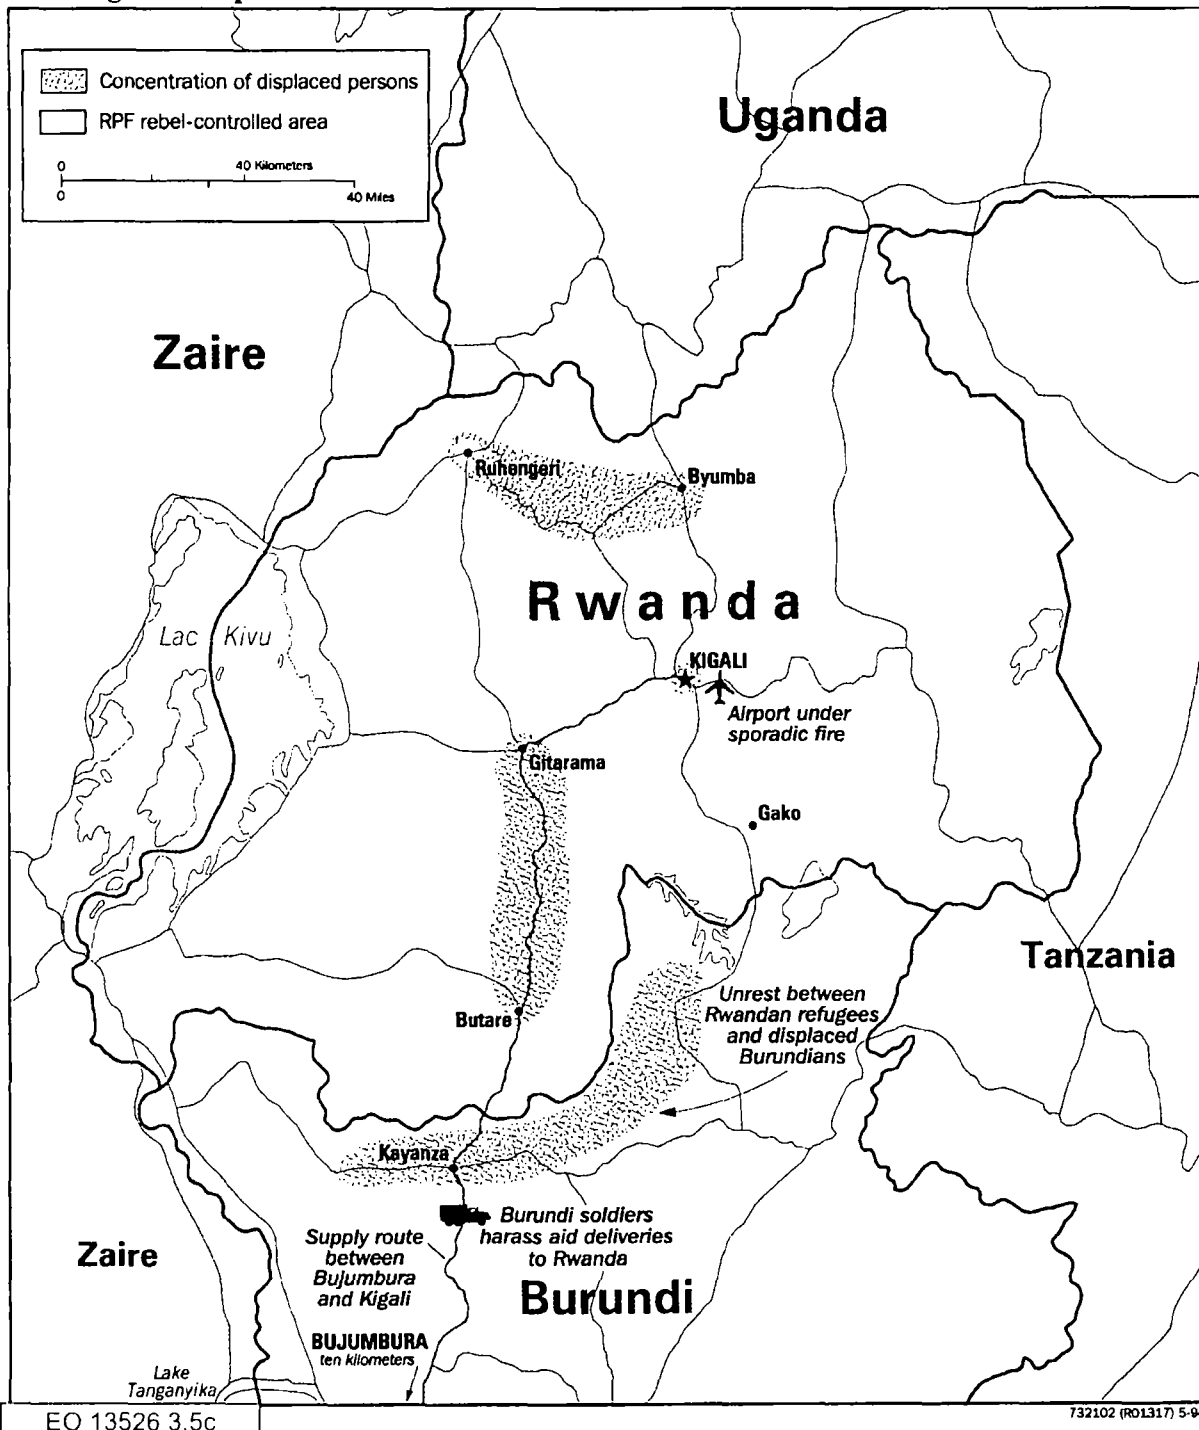 Concentration of displaced persons
RPF rebel-controlled area
0 40 Kilometers
0 40 Miles
Uganda
Zaire
Ruhengeri
Byumba
Rwanda
Lac Kivu
KIGALI
Airport under
sporadic fire
Gitarama
Gako
Tanzania
Unrest between
Rwandan refugees
and displaced
Burundians
Butare
Kayanza
Burundi soldiers
harass aid deliveries
to Rwanda
Supply route
between
Bujumbura
and Kigali
Zaire
Burundi
BUJUMBURA
ten kilometers
Lake
Tanganyika
EO 13526 3.5c
732102 (R01317) 5-9